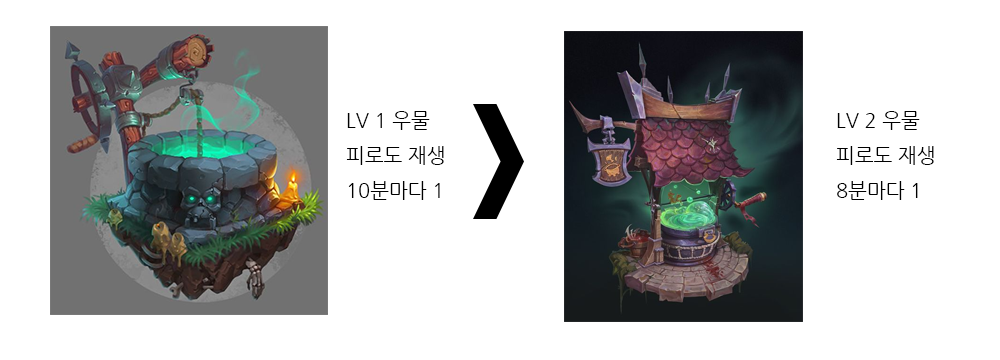 LV 1 우물
피로도 재생
10분마다 1
LV 2 우물
피로도 재생
8분마다 1